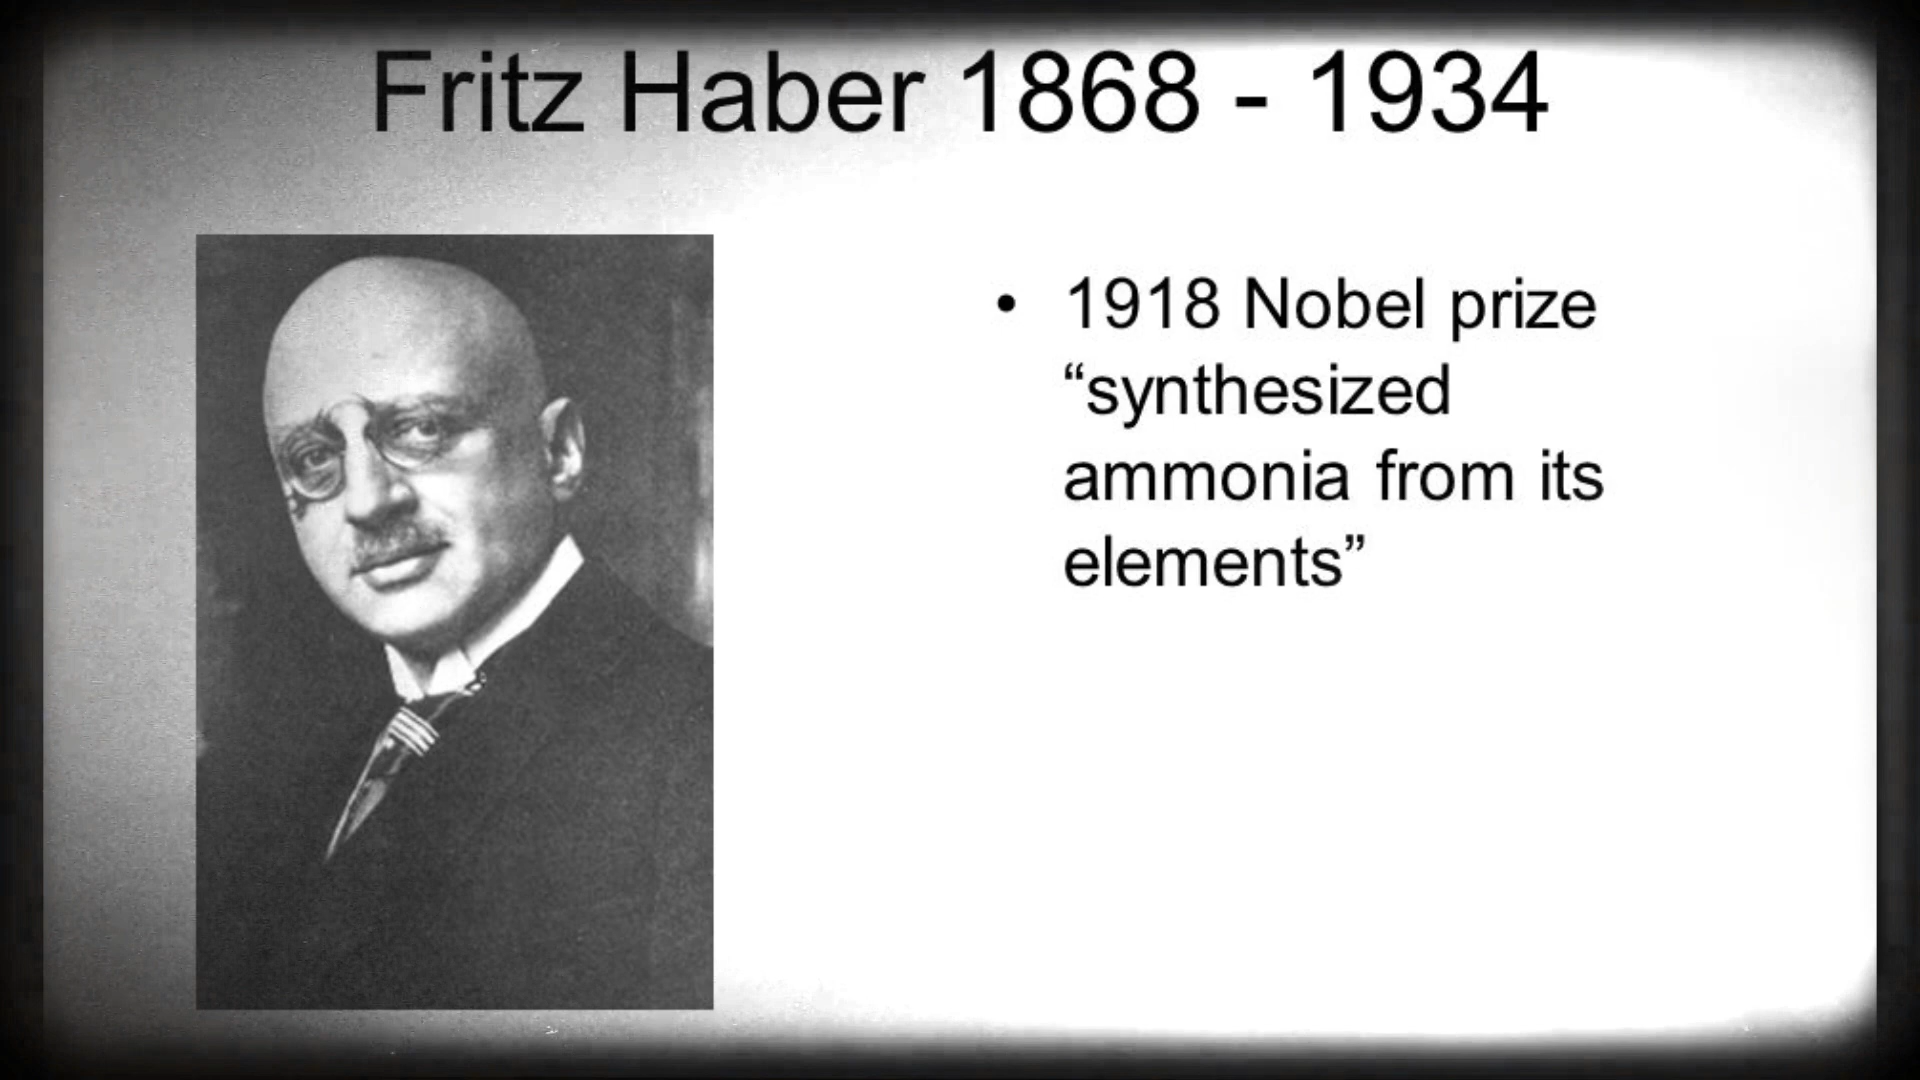 Fritz Haber 1868 - 1934
• 1918 Nobel prize
“synthesized
ammonia from its
elements”